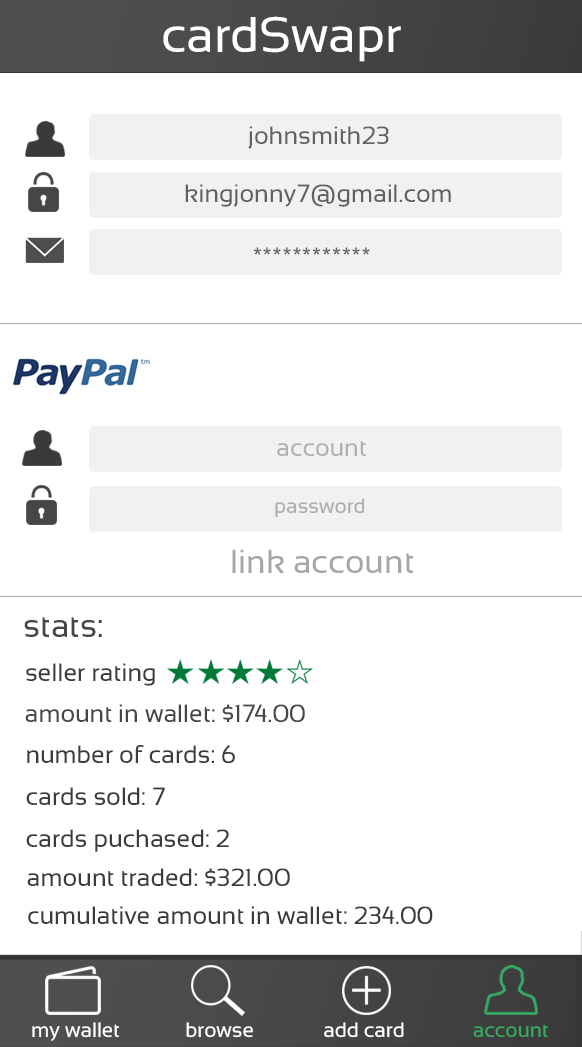 cardSwapr
johnsmith23
kingjonny7@gmail.com
************
PayPal™
account
password
link account
stats:
seller rating ★★★★☆
amount in wallet: $174.00
number of cards: 6
cards sold: 7
cards puchased: 2
amount traded: $321.00
cumulative amount in wallet: 234.00
my wallet browse add card account